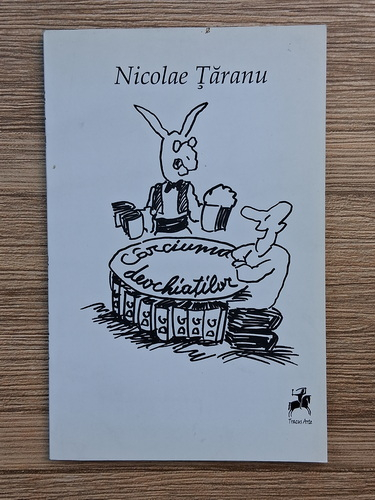 Nicolae Țăranu
Cârciuma
deochiaților
Tracus Arte